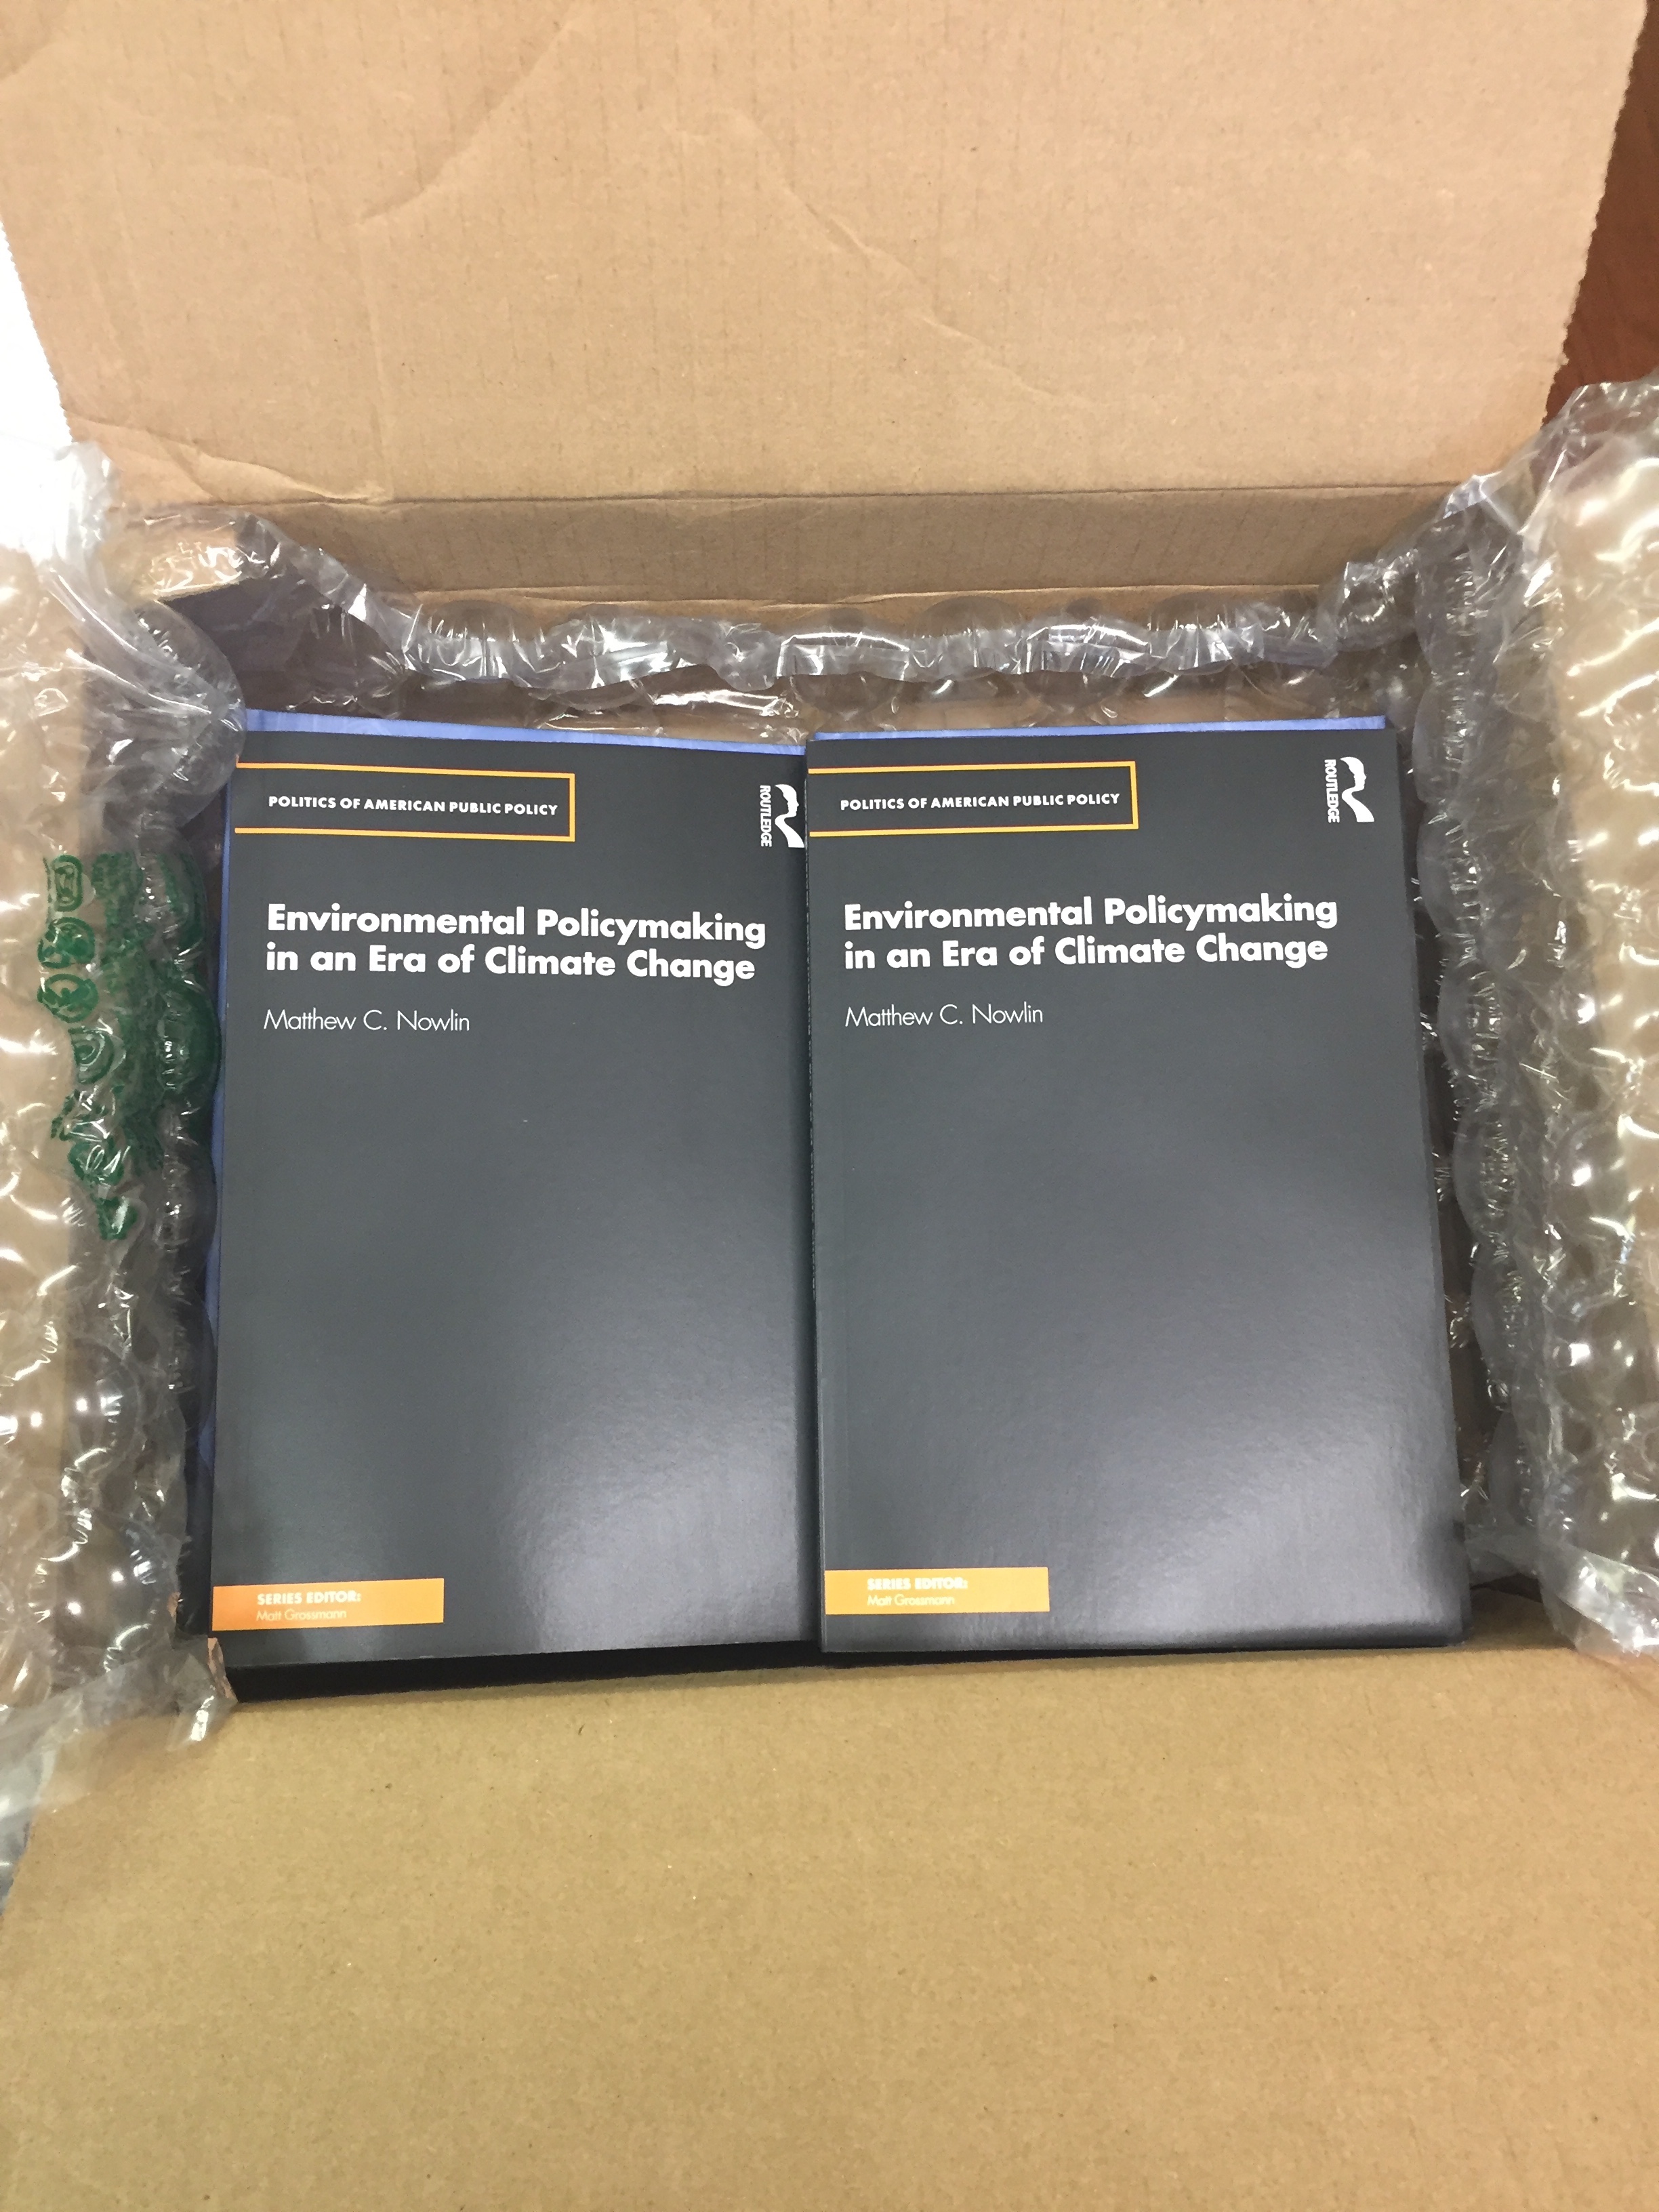 POLITICS OF AMERICAN PUBLIC POLICY
ROUTLEDGE
Environmental Policymaking
in an Era of Climate Change
Matthew C. Nowlin
SERIES EDITOR:
Matt Grossmann
POLITICS OF AMERICAN PUBLIC POLICY
ROUTLEDGE
Environmental Policymaking
in an Era of Climate Change
Matthew C. Nowlin
SERIES EDITOR:
Matt Grossmann